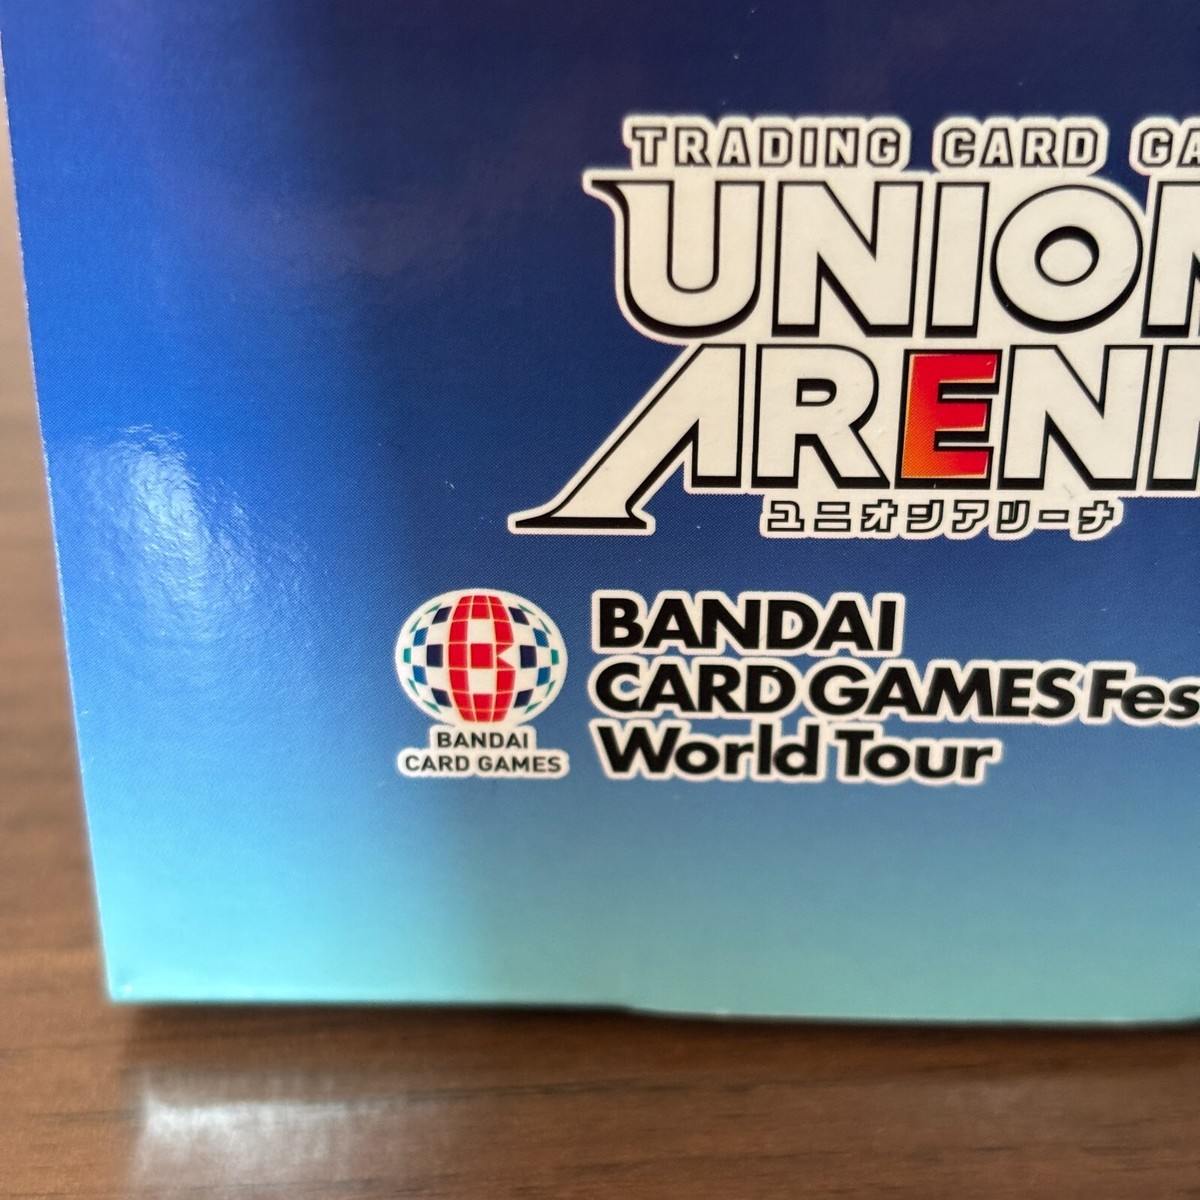 TRADING CARD GA
UNION
ARENA
ユニオンアリーナ
BANDAI
CARD GAMES Fes
World Tour
BANDAI
CARD GAMES